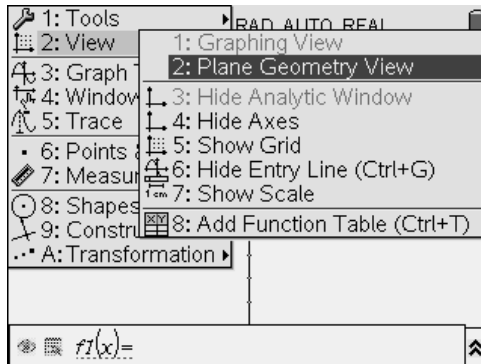 1: Tools
RAD AUTO REAL
2: View
1: Graphing View
2: Plane Geometry View
3: Graph
3: Hide Analytic Window
4: Window
4: Hide Axes
5: Trace
5: Show Grid
6: Points
6: Hide Entry Line (Ctrl+G)
7: Measur
7: Show Scale
8: Shapes
8: Add Function Table (Ctrl+T)
9: Constru
A: Transformation
f1(x)=